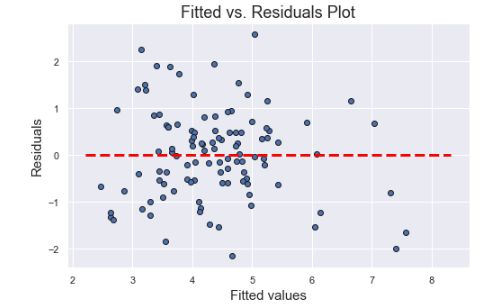 Fitted vs. Residuals Plot
Residuals
2
1
0
−1
−2
2 3 4 5 6 7 8
Fitted values